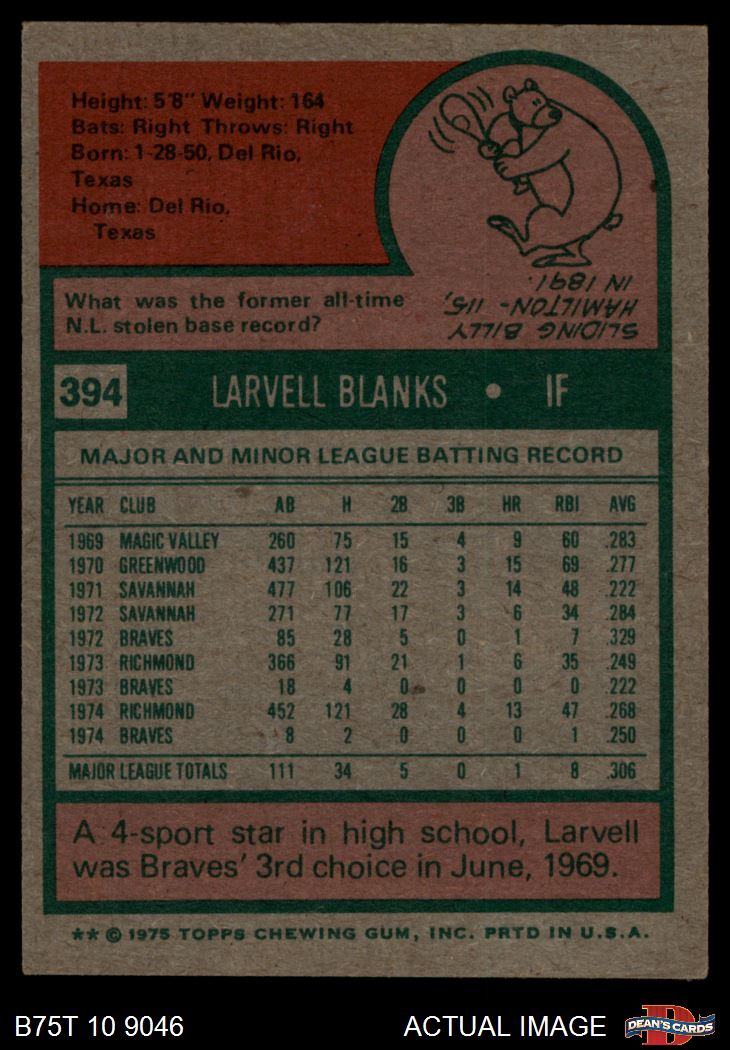 Height: 5'8" Weight: 164
Bats: Right Throws: Right
Born: 1-28-50, Del Rio,
Texas
Home: Del Rio,
Texas
What was the former all-time
N.L. stolen base record?
SLIDING BILLY
HAMILTON- 115,
IN 1891.
394 LARVELL BLANKS • IF
MAJOR AND MINOR LEAGUE BATTING RECORD
YEAR CLUB AB H 2B 3B HR RBI AVG
1969 MAGIC VALLEY 260 75 15 4 9 60 .283
1970 GREENWOOD 437 121 16 3 15 69 .277
1971 SAVANNAH 477 106 22 3 14 48 .222
1972 SAVANNAH 271 77 17 3 6 34 .284
1972 BRAVES 85 28 5 0 1 7 .329
1973 RICHMOND 366 91 21 1 6 35 .249
1973 BRAVES 18 4 0 0 0 0 .222
1974 RICHMOND 452 121 28 4 13 47 .268
1974 BRAVES 8 2 0 0 0 1 .250
MAJOR LEAGUE TOTALS 111 34 5 0 1 8 .306
A 4-sport star in high school, Larvell
was Braves' 3rd choice in June, 1969.
** © 1975 TOPPS CHEWING GUM, INC. PRTD IN U.S.A.
B75T 10 9046 ACTUAL IMAGE D DEAN'S CARDS